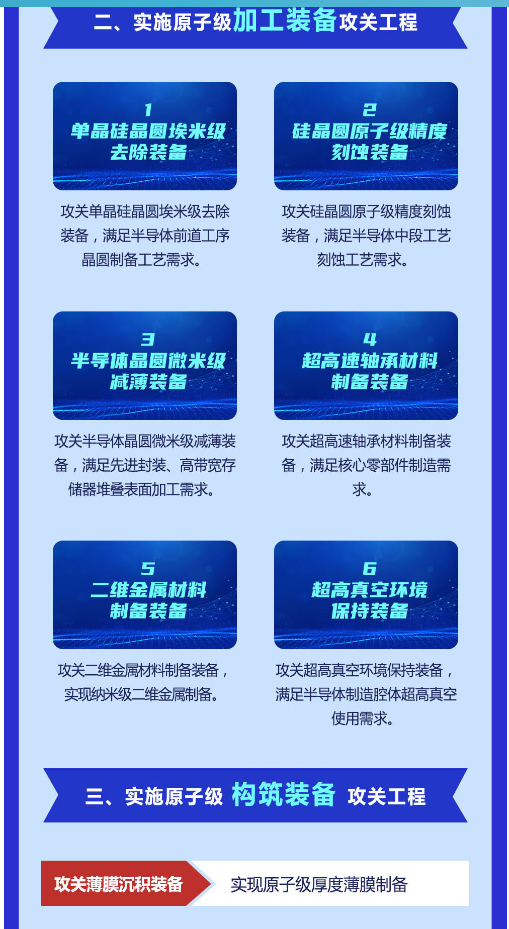 二、实施原子级加工装备攻关工程
1
单晶硅晶圆埃米级
去除装备
攻关单晶硅晶圆埃米级去除
装备，满足半导体前道工序
晶圆制备工艺需求。
2
硅晶圆原子级精度
刻蚀装备
攻关硅晶圆原子级精度刻蚀
装备，满足半导体中段工艺
刻蚀工艺需求。
3
半导体晶圆微米级
减薄装备
攻关半导体晶圆微米级减薄装
备，满足先进封装、高带宽存
储器堆叠表面加工需求。
4
超高速轴承材料
制备装备
攻关超高速轴承材料制备装
备，满足核心零部件制造需
求。
5
二维金属材料
制备装备
攻关二维金属材料制备装备，
实现纳米级二维金属制备。
6
超高真空环境
保持装备
攻关超高真空环境保持装备，
满足半导体制造腔体超高真空
使用需求。
三、实施原子级 构筑装备 攻关工程
攻关薄膜沉积装备 实现原子级厚度薄膜制备